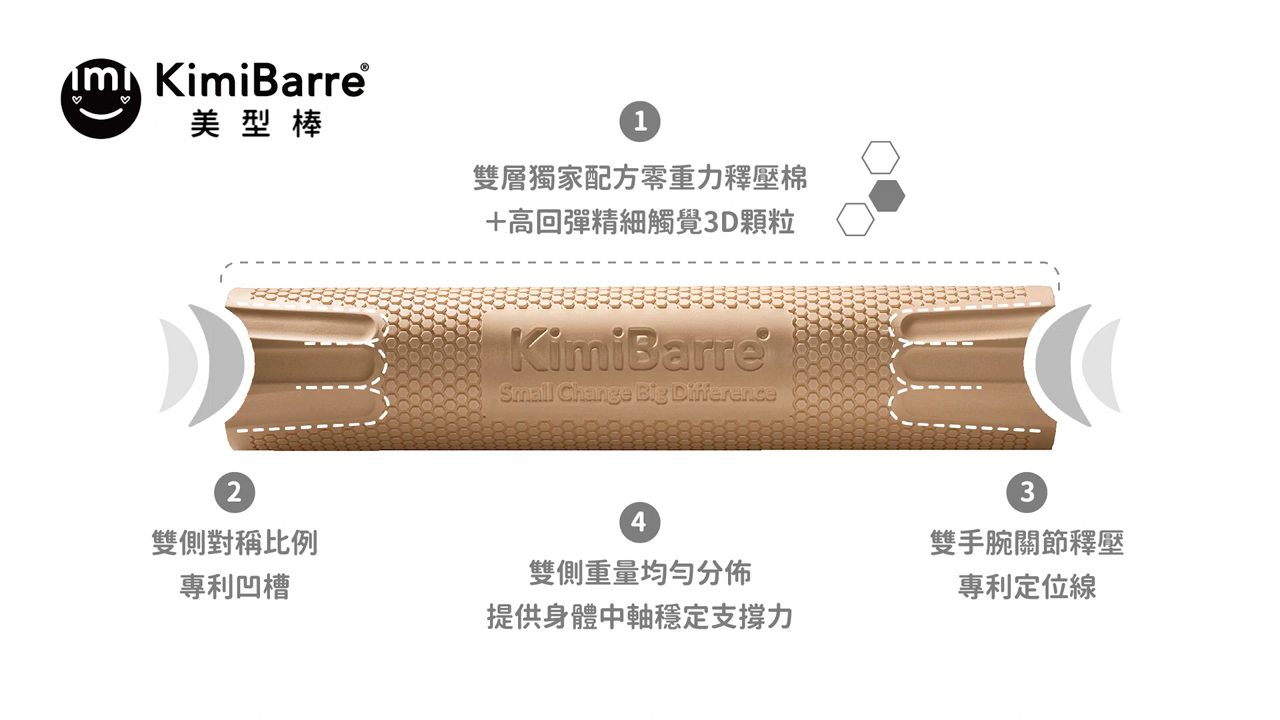 imi
KimiBarre®
美型棒
1
雙層獨家配方零重力釋壓棉
+高回彈精細觸覺3D顆粒
KimiBarre®
Small Change Big Difference
2
雙側對稱比例
專利凹槽
4
雙側重量均勻分佈
提供身體中軸穩定支撐力
3
雙手腕關節釋壓
專利定位線